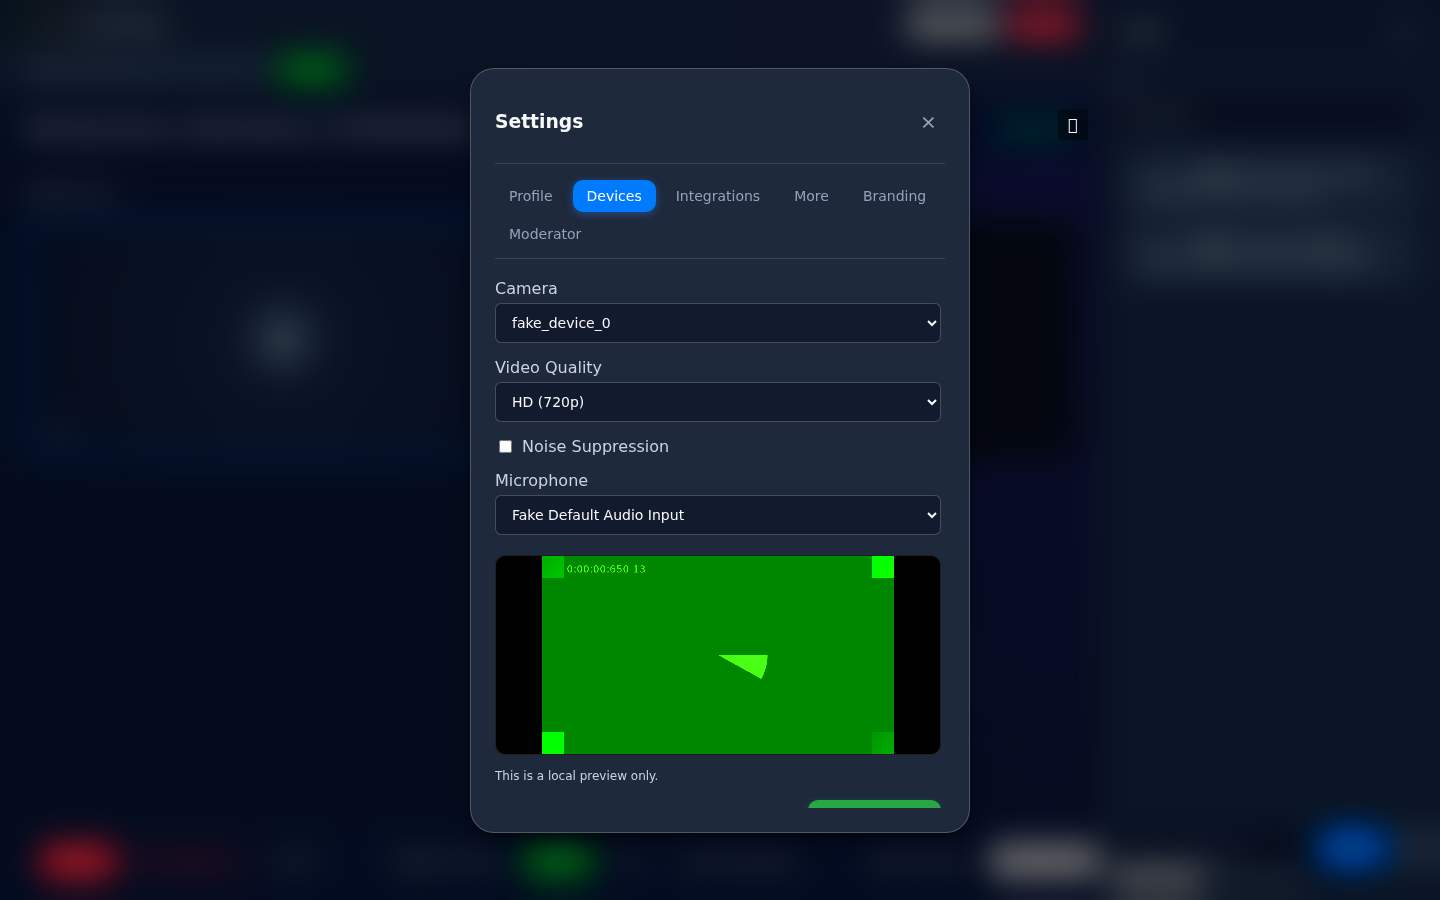 Settings
×
Profile
Devices
Integrations
More
Branding
Moderator
Camera
fake_device_0
Video Quality
HD (720p)
Noise Suppression
Microphone
Fake Default Audio Input
0:00:00:650 13
This is a local preview only.